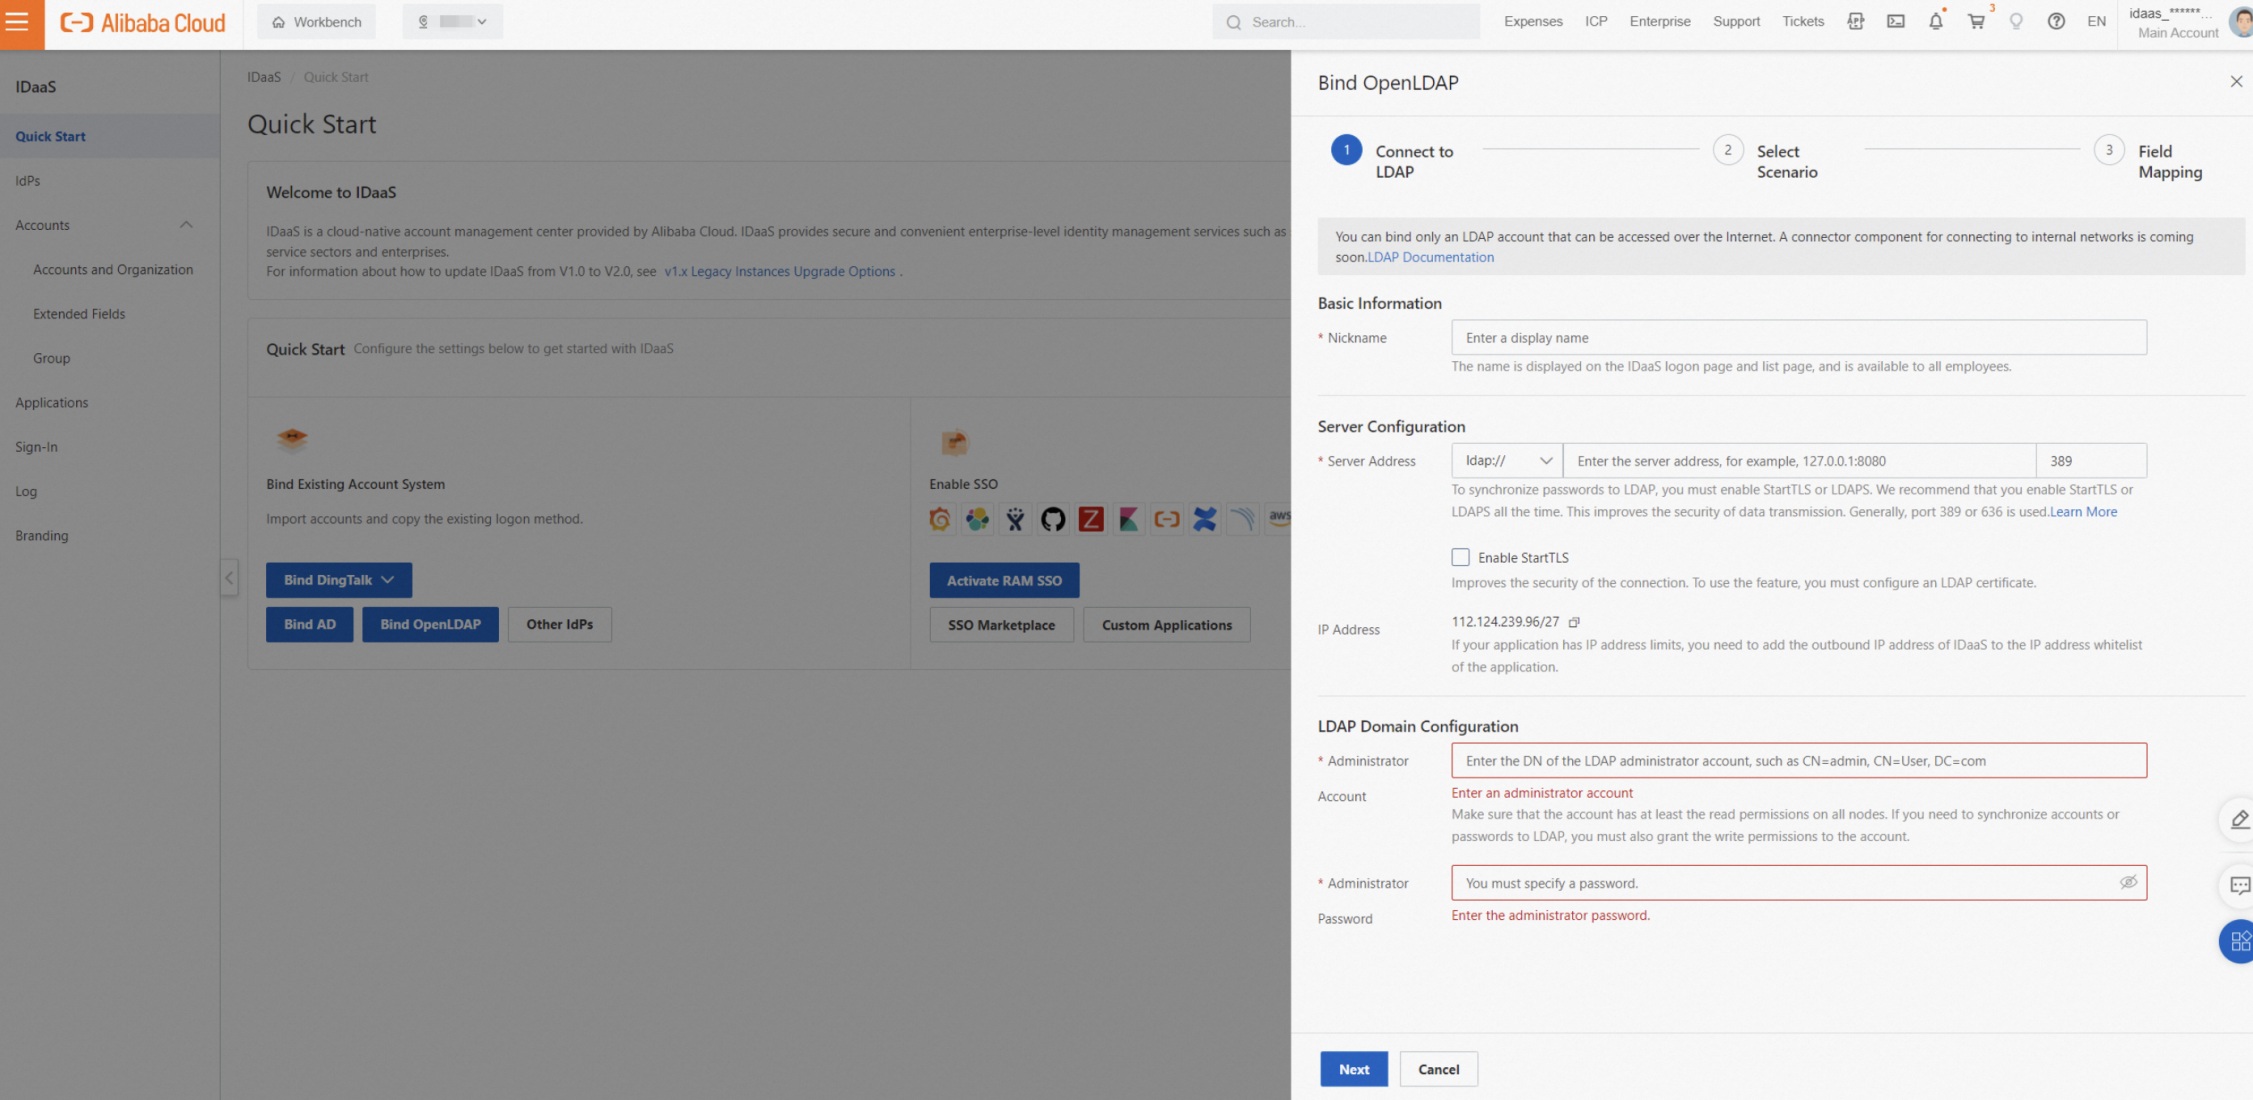 Alibaba Cloud
Workbench
Search...
Expenses
ICP
Enterprise
Support
Tickets
3
EN
idaas_******...
Main Account
IDaaS
Quick Start
IdPs
Accounts
Accounts and Organization
Extended Fields
Group
Applications
Sign-In
Log
Branding
IDaaS / Quick Start
Quick Start
Welcome to IDaaS
IDaaS is a cloud-native account management center provided by Alibaba Cloud. IDaaS provides secure and convenient enterprise-level identity management services such as
service sectors and enterprises.
For information about how to update IDaaS from V1.0 to V2.0, see v1.x Legacy Instances Upgrade Options .
Quick Start Configure the settings below to get started with IDaaS
Bind Existing Account System
Import accounts and copy the existing logon method.
Bind DingTalk
Bind AD
Bind OpenLDAP
Other IdPs
Enable SSO
aws
Activate RAM SSO
SSO Marketplace
Custom Applications
Bind OpenLDAP
1
Connect to
LDAP
2
Select
Scenario
3
Field
Mapping
You can bind only an LDAP account that can be accessed over the Internet. A connector component for connecting to internal networks is coming
soon.LDAP Documentation
Basic Information
* Nickname
Enter a display name
The name is displayed on the IDaaS logon page and list page, and is available to all employees.
Server Configuration
* Server Address
ldap://
Enter the server address, for example, 127.0.0.1:8080
389
To synchronize passwords to LDAP, you must enable StartTLS or LDAPS. We recommend that you enable StartTLS or
LDAPS all the time. This improves the security of data transmission. Generally, port 389 or 636 is used.Learn More
Enable StartTLS
Improves the security of the connection. To use the feature, you must configure an LDAP certificate.
IP Address
112.124.239.96/27
If your application has IP address limits, you need to add the outbound IP address of IDaaS to the IP address whitelist
of the application.
LDAP Domain Configuration
* Administrator
Account
Enter the DN of the LDAP administrator account, such as CN=admin, CN=User, DC=com
Enter an administrator account
Make sure that the account has at least the read permissions on all nodes. If you need to synchronize accounts or
passwords to LDAP, you must also grant the write permissions to the account.
* Administrator
Password
You must specify a password.
Enter the administrator password.
Next
Cancel